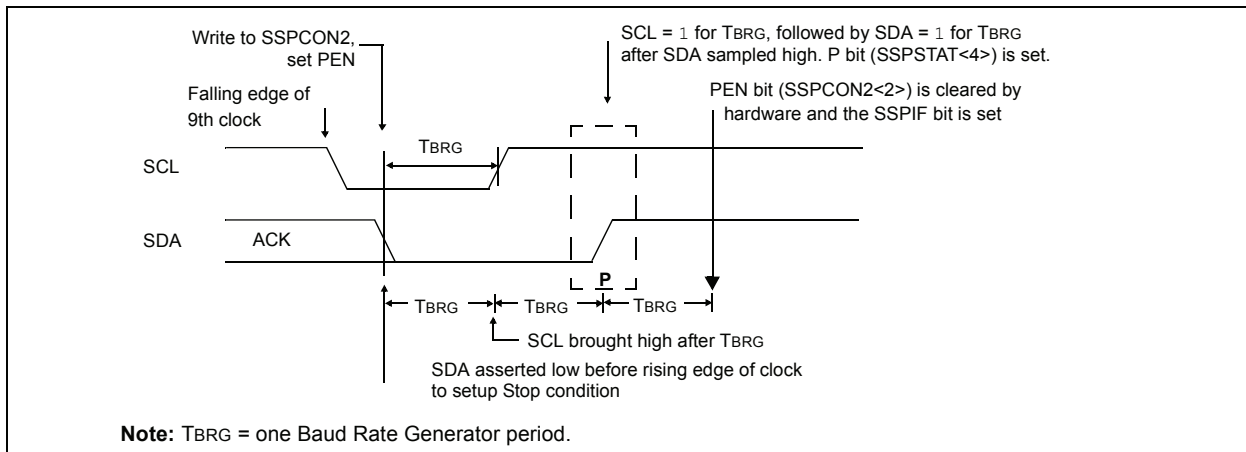 Write to SSPCON2,
set PEN
SCL = 1 for TBRG, followed by SDA = 1 for TBRG
after SDA sampled high. P bit (SSPSTAT<4>) is set.
Falling edge of
9th clock
PEN bit (SSPCON2<2>) is cleared by
hardware and the SSPIF bit is set
TBRG
SCL
SDA
ACK
P
TBRG
TBRG
TBRG
SCL brought high after TBRG
SDA asserted low before rising edge of clock
to setup Stop condition
Note: TBRG = one Baud Rate Generator period.